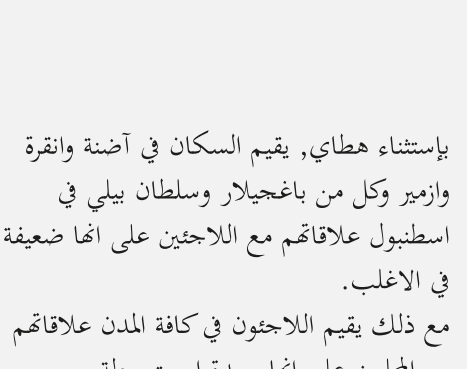 بإستثناء هطاي, يقيم السكان في آضنة وانقرة
وازمير وكل من باغجيلار وسلطان بيلي في
اسطنبول علاقاتهم مع اللاجئين على انها ضعيفة
في الاغلب.
مع ذلك يقيم اللاجئون في كافة المدن علاقاتهم